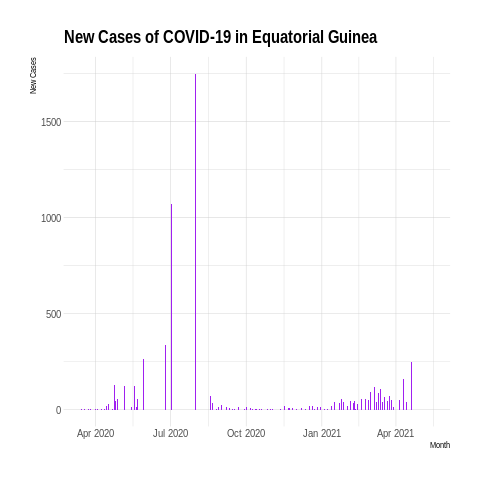 New Cases of COVID-19 in Equatorial Guinea
New Cases
1500
1000
500
0
Apr 2020 Jul 2020 Oct 2020 Jan 2021 Apr 2021
Month